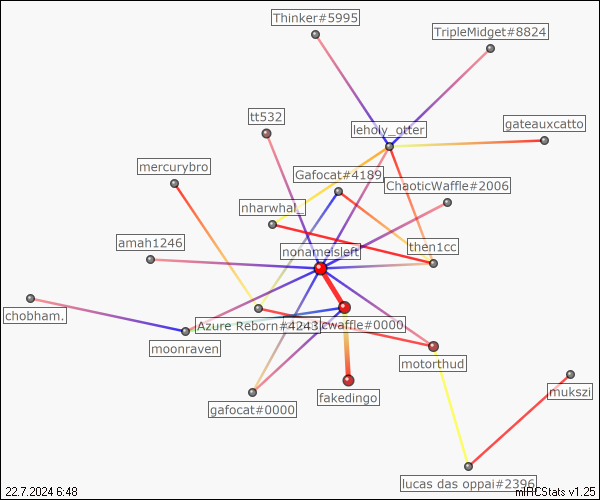 Thinker#5995
TripleMidget#8824
tt532
leholy_otter
gateauxcatto
mercurybro
Gafocat#4189
ChaoticWaffle#2006
nharwhal_
amah1246
nonameisleft
then1cc
chobham.
Azure Reborn#4243
waffle#0000
moonraven
motorthud
fakedingo
mukszi
gafocat#0000
lucas das oppai#2396
22.7.2024 6:48
mIRCStats v1.25